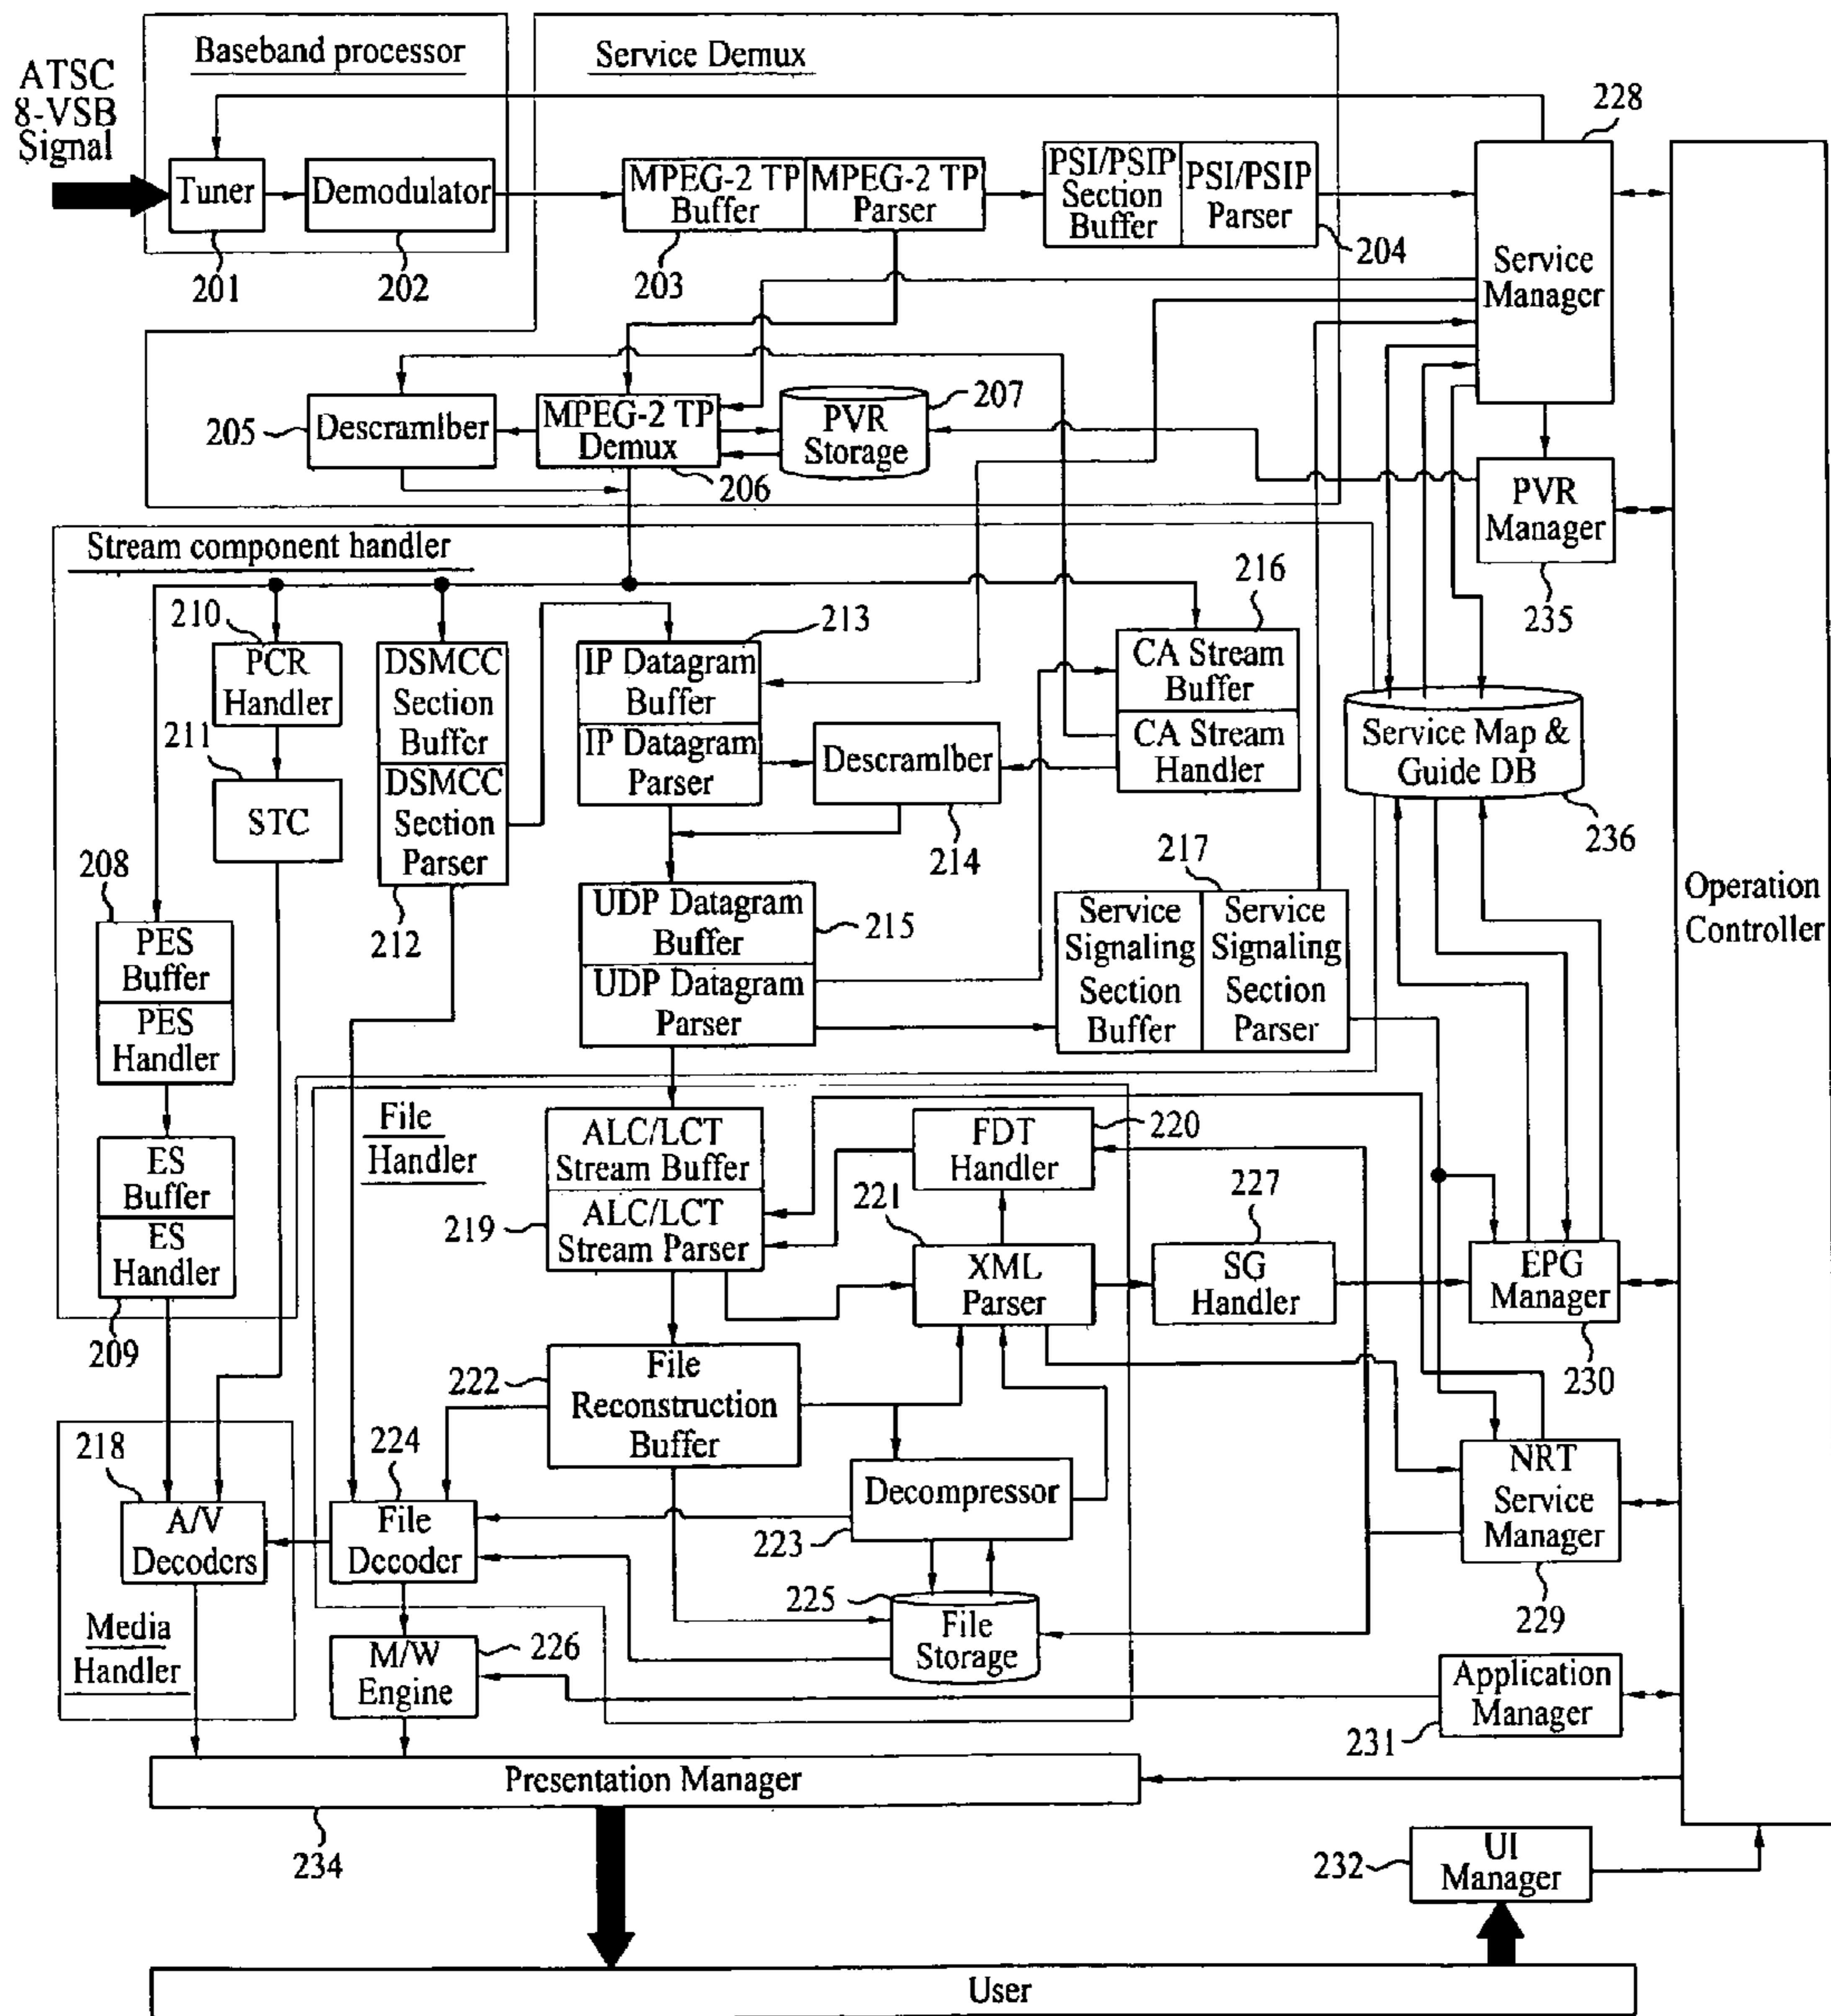 Baseband processor
Service Demux
ATSC
8-VSB
Signal
228
Tuner
Demodulator
MPEG-2 TP
Buffer
MPEG-2 TP
Parser
PSI/PSIP
Section
Buffer
PSI/PSIP
Parser
201
202
203
204
Service
Manager
205
Descramlber
MPEG-2 TP
Demux
206
PVR
Storage
207
PVR
Manager
235
Stream component handler
210
PCR
Handler
211
STC
DSMCC
Section
Buffer
DSMCC
Section
Parser
212
213
IP Datagram
Buffer
IP Datagram
Parser
Descramlber
214
216
CA Stream
Buffer
CA Stream
Handler
Service Map &
Guide DB
236
Operation
Controller
208
PES
Buffer
PES
Handler
UDP Datagram
Buffer
UDP Datagram
Parser
215
217
Service
Signaling
Section
Buffer
Service
Signaling
Section
Parser
ES
Buffer
ES
Handler
209
File
Handler
ALC/LCT
Stream Buffer
ALC/LCT
Stream Parser
219
FDT
Handler
220
221
XML
Parser
227
SG
Handler
EPG
Manager
230
222
File
Reconstruction
Buffer
Decompressor
223
NRT
Service
Manager
229
218
A/V
Decoders
224
File
Decoder
225
File
Storage
Media
Handler
M/W
Engine
226
Application
Manager
231
Presentation Manager
234
232
UI
Manager
User